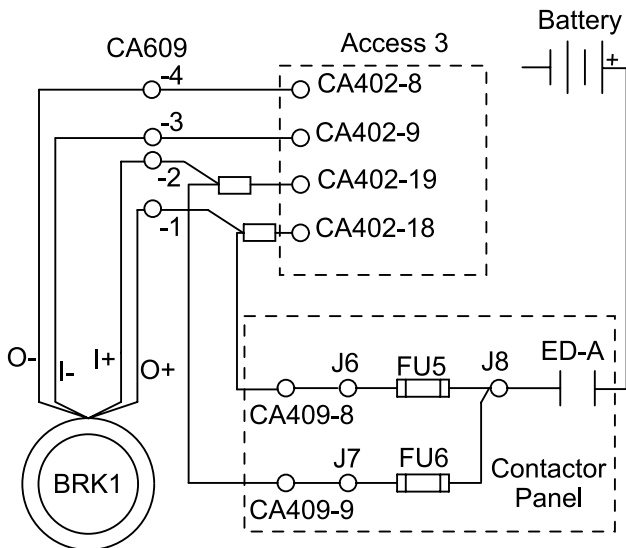 Battery
+
CA609
Access 3
-4
CA402-8
-3
CA402-9
-2
CA402-19
-1
CA402-18
O-
I-
I+
O+
J6
FU5
J8
ED-A
CA409-8
J7
FU6
Contactor
Panel
CA409-9
BRK1